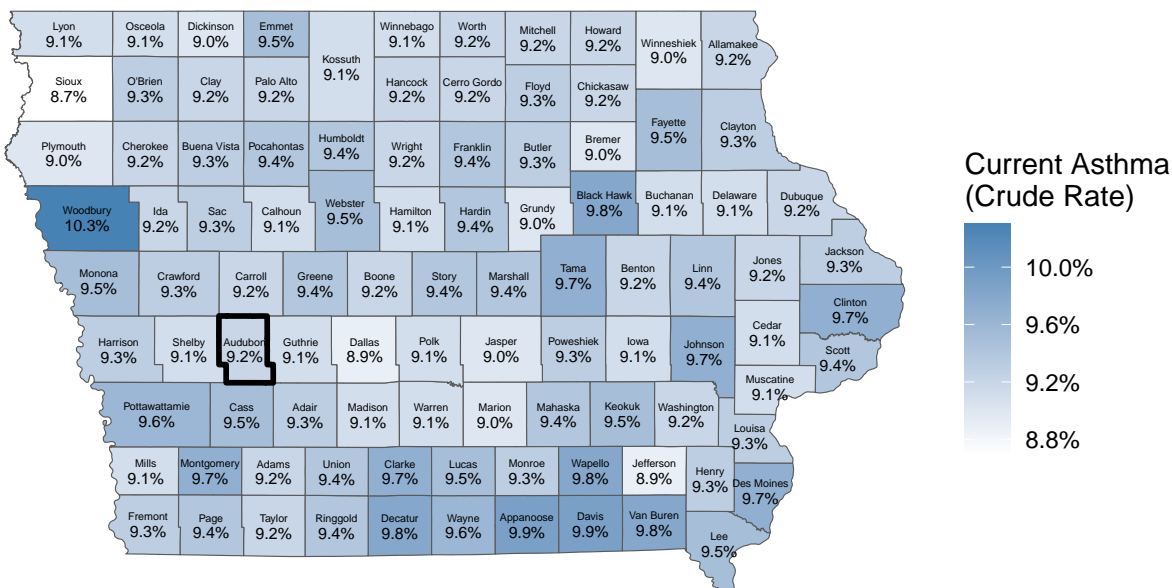 Lyon
9.1%
Osceola
9.1%
Dickinson
9.0%
Emmet
9.5%
Kossuth
9.1%
Winnebago
9.1%
Worth
9.2%
Mitchell
9.2%
Howard
9.2%
Winneshiek
9.0%
Allamakee
9.2%
Sioux
8.7%
O'Brien
9.3%
Clay
9.2%
Palo Alto
9.2%
Hancock
9.2%
Cerro Gordo
9.2%
Floyd
9.3%
Chickasaw
9.2%
Fayette
9.5%
Clayton
9.3%
Plymouth
9.0%
Cherokee
9.2%
Buena Vista
9.3%
Pocahontas
9.4%
Humboldt
9.4%
Wright
9.2%
Franklin
9.4%
Butler
9.3%
Bremer
9.0%
Woodbury
10.3%
Ida
9.2%
Sac
9.3%
Calhoun
9.1%
Webster
9.5%
Hamilton
9.1%
Hardin
9.4%
Grundy
9.0%
Black Hawk
9.8%
Buchanan
9.1%
Delaware
9.1%
Dubuque
9.2%
Monona
9.5%
Crawford
9.3%
Carroll
9.2%
Greene
9.4%
Boone
9.2%
Story
9.4%
Marshall
9.4%
Tama
9.7%
Benton
9.2%
Linn
9.4%
Jones
9.2%
Jackson
9.3%
Clinton
9.7%
Harrison
9.3%
Shelby
9.1%
Audubon
9.2%
Guthrie
9.1%
Dallas
8.9%
Polk
9.1%
Jasper
9.0%
Poweshiek
9.3%
Iowa
9.1%
Johnson
9.7%
Cedar
9.1%
Scott
9.4%
Muscatine
9.1%
Pottawattamie
9.6%
Cass
9.5%
Adair
9.3%
Madison
9.1%
Warren
9.1%
Marion
9.0%
Mahaska
9.4%
Keokuk
9.5%
Washington
9.2%
Louisa
9.3%
Mills
9.1%
Montgomery
9.7%
Adams
9.2%
Union
9.4%
Clarke
9.7%
Lucas
9.5%
Monroe
9.3%
Wapello
9.8%
Jefferson
8.9%
Henry
9.3%
Des Moines
9.7%
Fremont
9.3%
Page
9.4%
Taylor
9.2%
Ringgold
9.4%
Decatur
9.8%
Wayne
9.6%
Appanoose
9.9%
Davis
9.9%
Van Buren
9.8%
Lee
9.5%
Current Asthma
(Crude Rate)
10.0%
9.6%
9.2%
8.8%